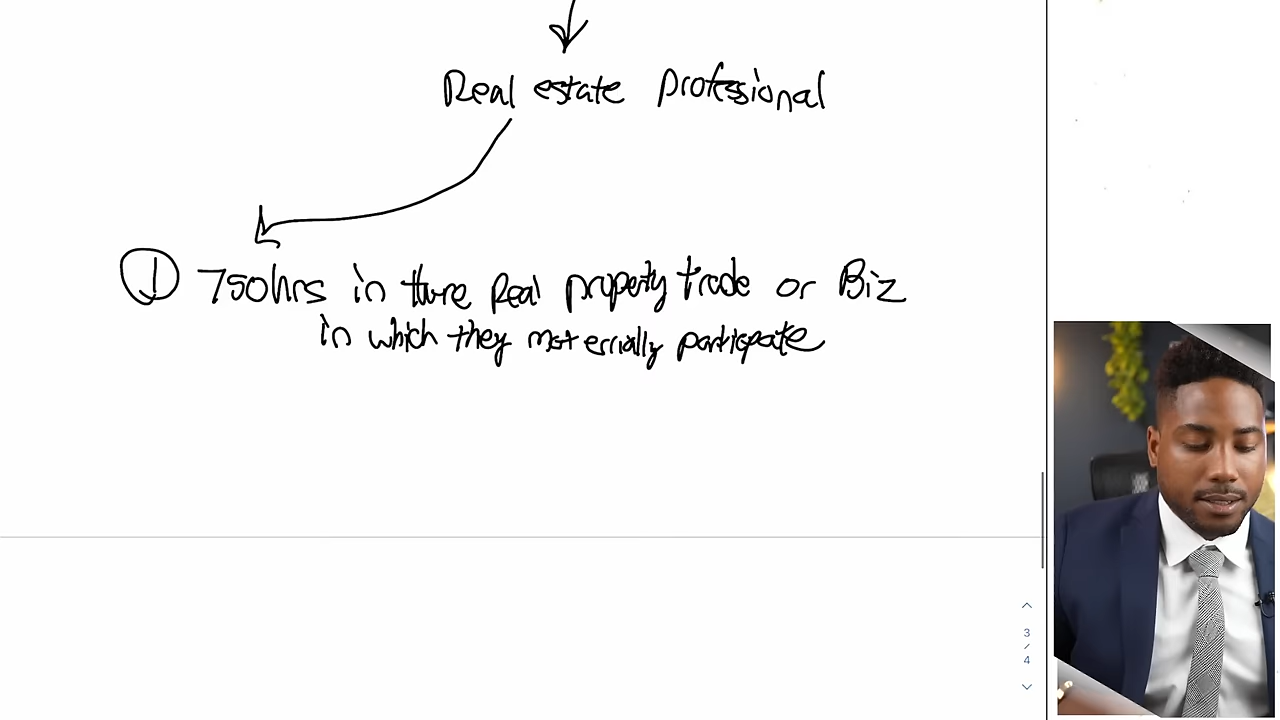 Real estate professional
① 750hrs in there Real property trade or Biz
in which they materially participate
3
/
4